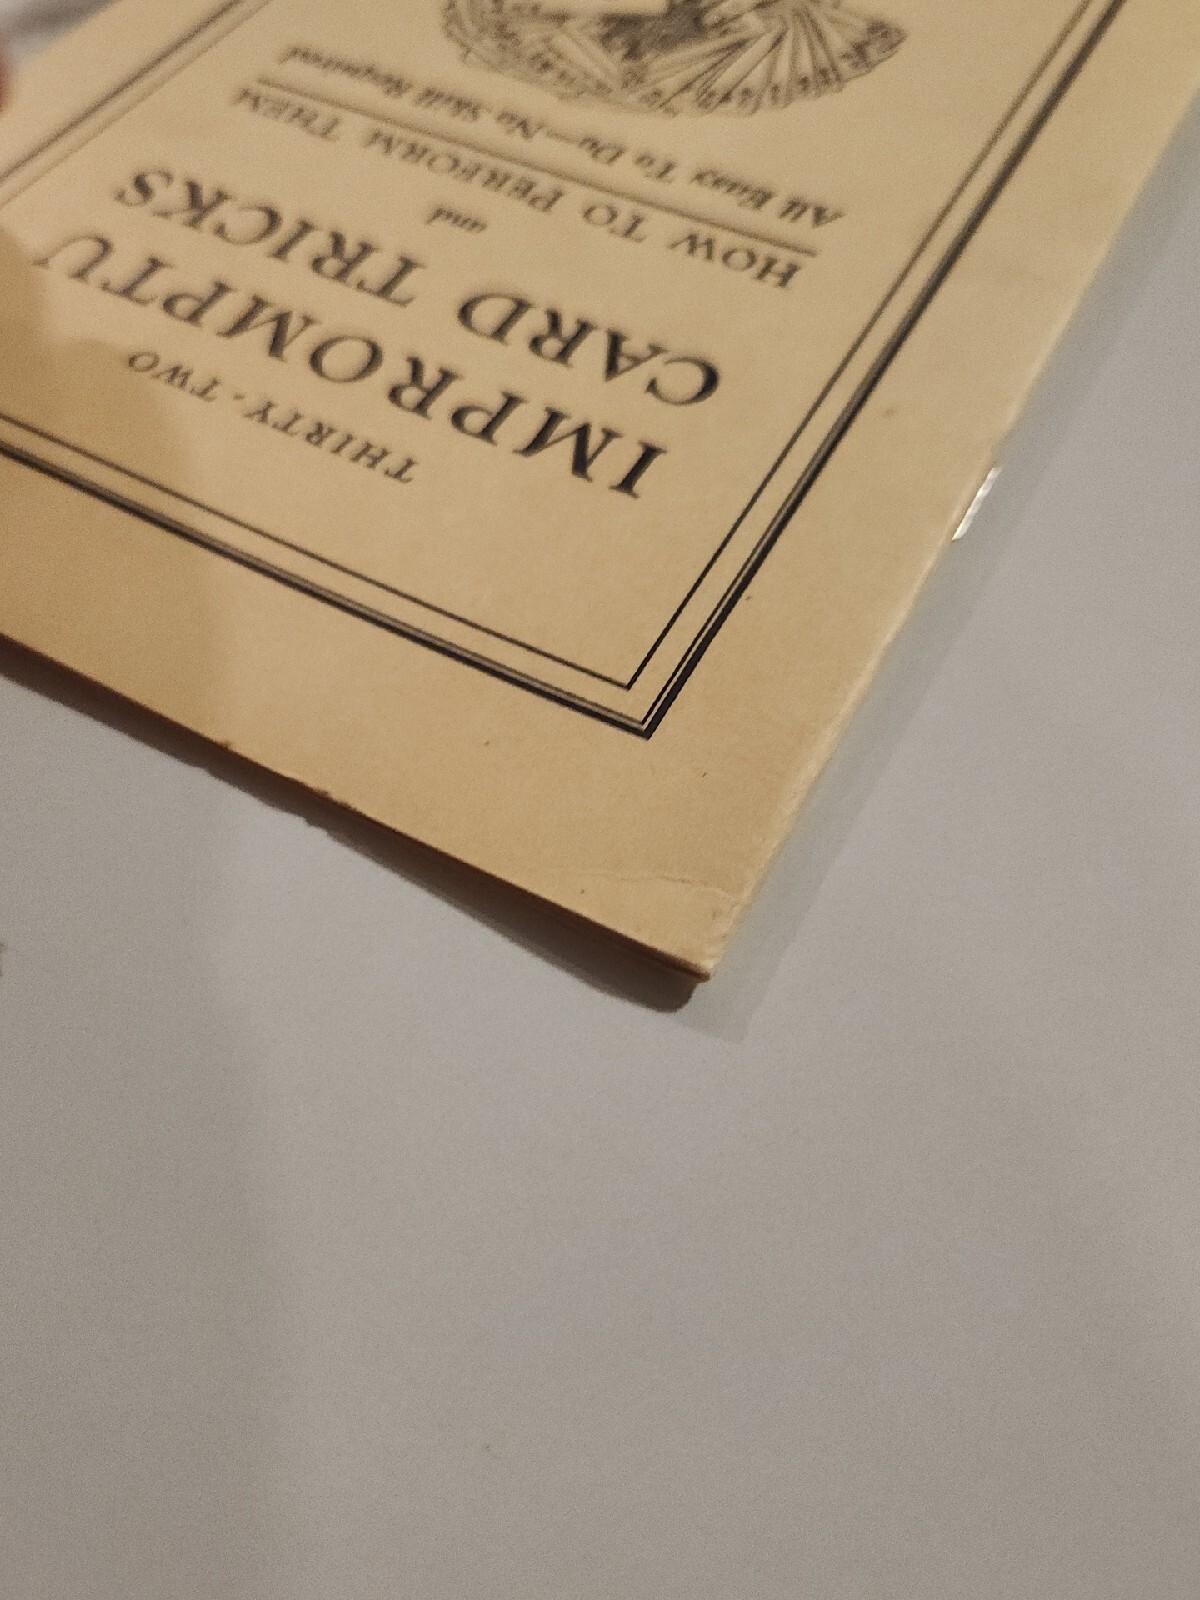 THIRTY-TWO
IMPROMPTU
CARD TRICKS
and
HOW TO PERFORM THEM
All Easy To Do—No Skill Required